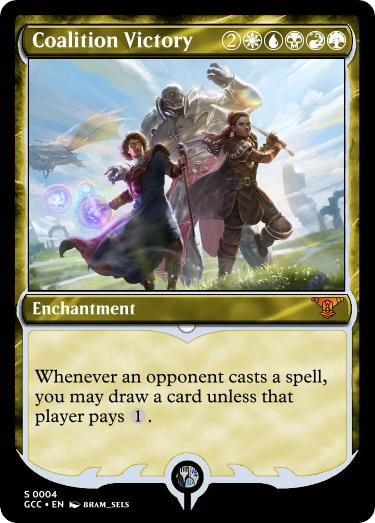 Coalition Victory 2
Enchantment
Whenever an opponent casts a spell,
you may draw a card unless that
player pays 1 .
S 0004
GCC • EN BRAM_SELS